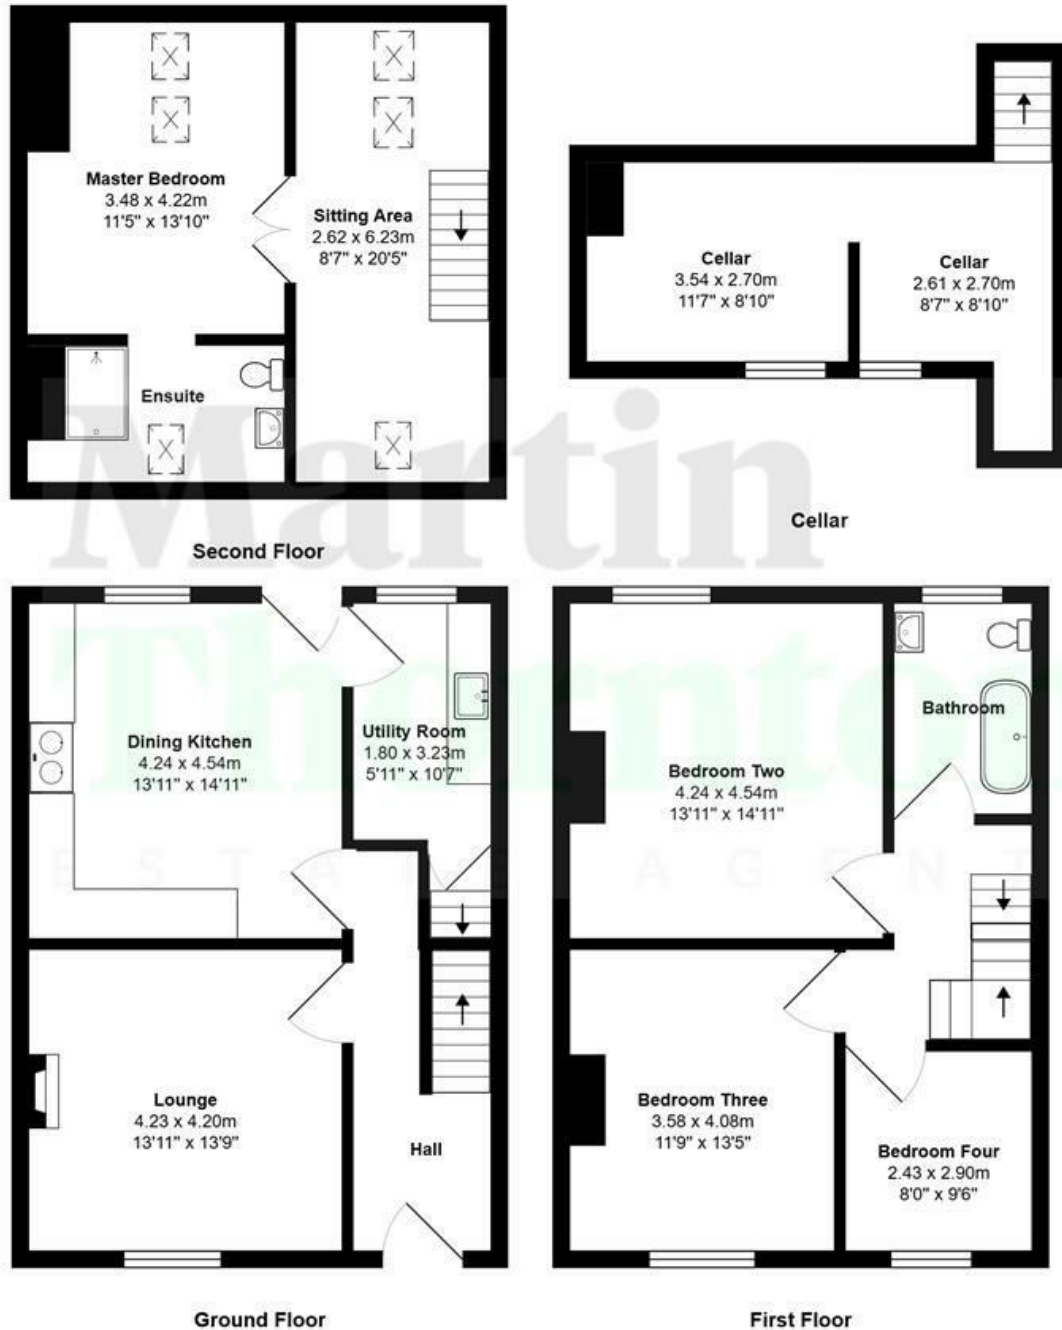 Master Bedroom
3.48 x 4.22m
11'5" x 13'10"
Sitting Area
2.62 x 6.23m
8'7" x 20'5"
Ensuite
Second Floor
Cellar
3.54 x 2.70m
11'7" x 8'10"
Cellar
2.61 x 2.70m
8'7" x 8'10"
Cellar
Martin
Thornton
ESTATE AGENT
Dining Kitchen
4.24 x 4.54m
13'11" x 14'11"
Utility Room
1.80 x 3.23m
5'11" x 10'7"
Lounge
4.23 x 4.20m
13'11" x 13'9"
Hall
Ground Floor
Bedroom Two
4.24 x 4.54m
13'11" x 14'11"
Bathroom
Bedroom Three
3.58 x 4.08m
11'9" x 13'5"
Bedroom Four
2.43 x 2.90m
8'0" x 9'6"
First Floor